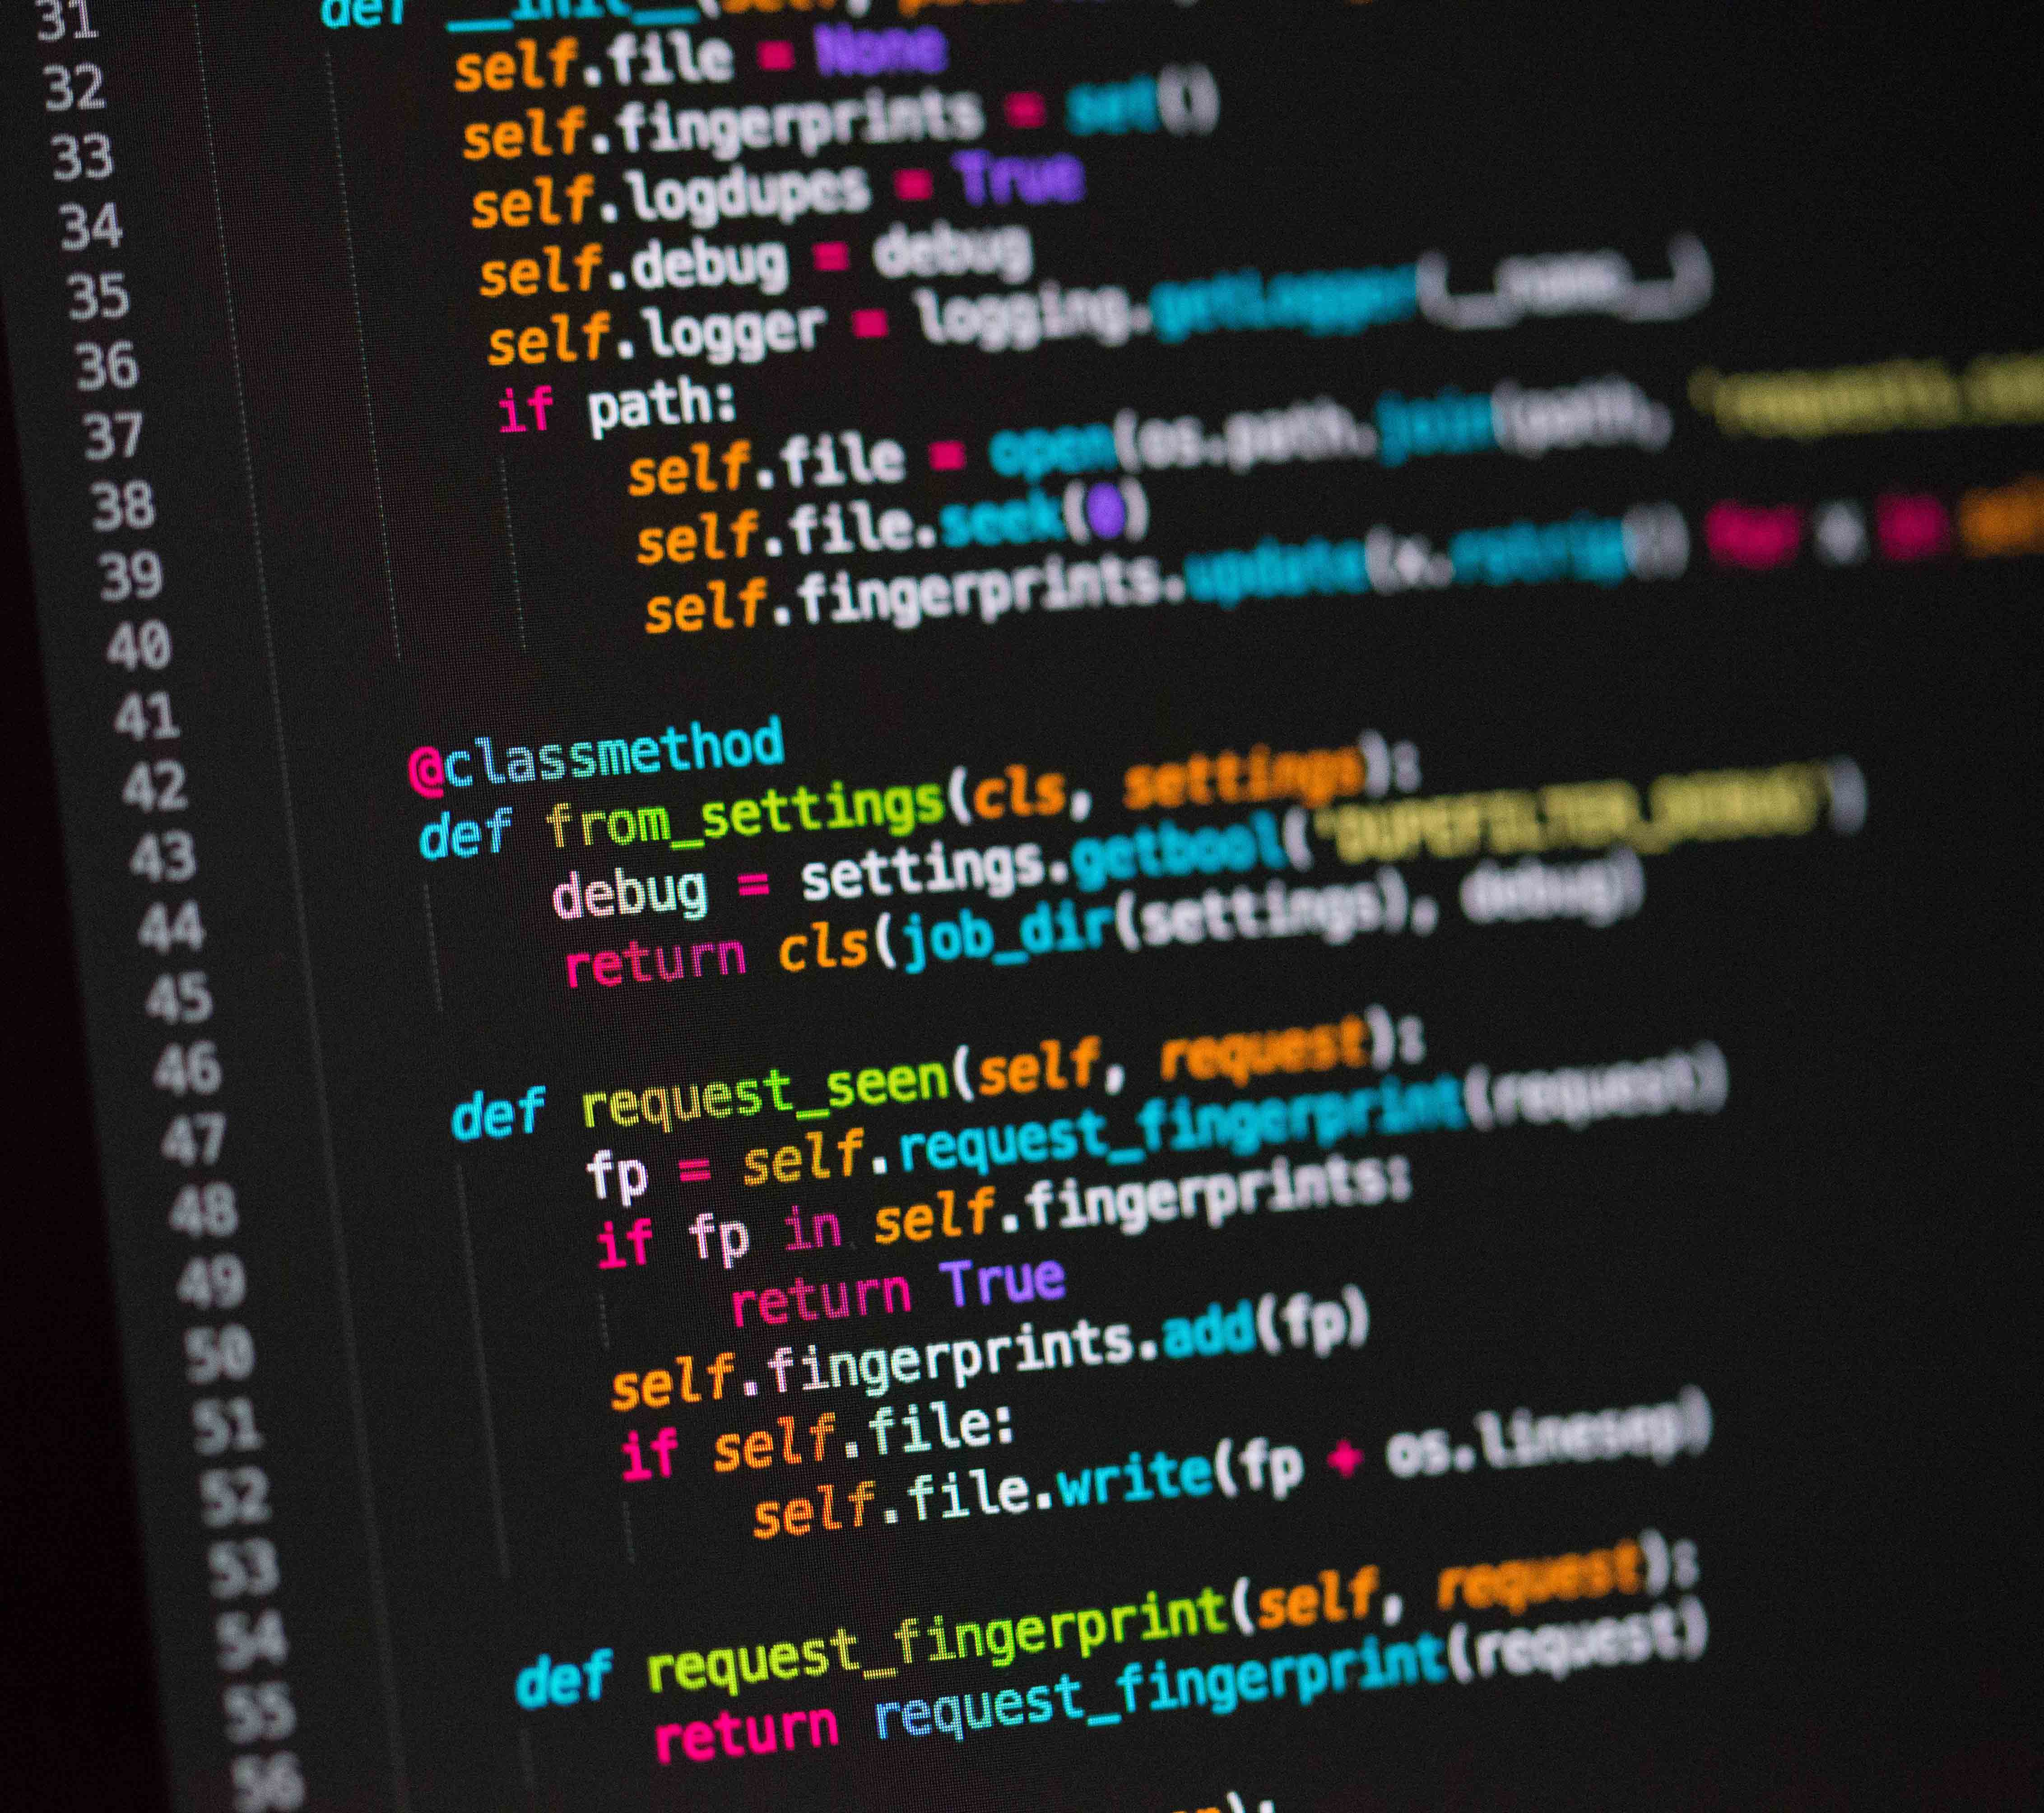 31 def __init__(self,
32 self.file = None
33 self.fingerprints = set()
34 self.logdupes = True
35 self.debug = debug
36 self.logger = logging.getLogger(__name__)
37 if path:
38 self.file = open(os.path.join(path,
39 self.file.seek(0)
40 self.fingerprints.update(x.rstrip() for x in
41
42 @classmethod
43 def from_settings(cls, settings):
44 debug = settings.getbool('DUPEFILTER_DEBUG')
45 return cls(job_dir(settings), debug)
46
47 def request_seen(self, request):
48 fp = self.request_fingerprint(request)
49 if fp in self.fingerprints:
50 return True
51 self.fingerprints.add(fp)
52 if self.file:
53 self.file.write(fp + os.linesep)
54
55 def request_fingerprint(self, request):
56 return request_fingerprint(request)